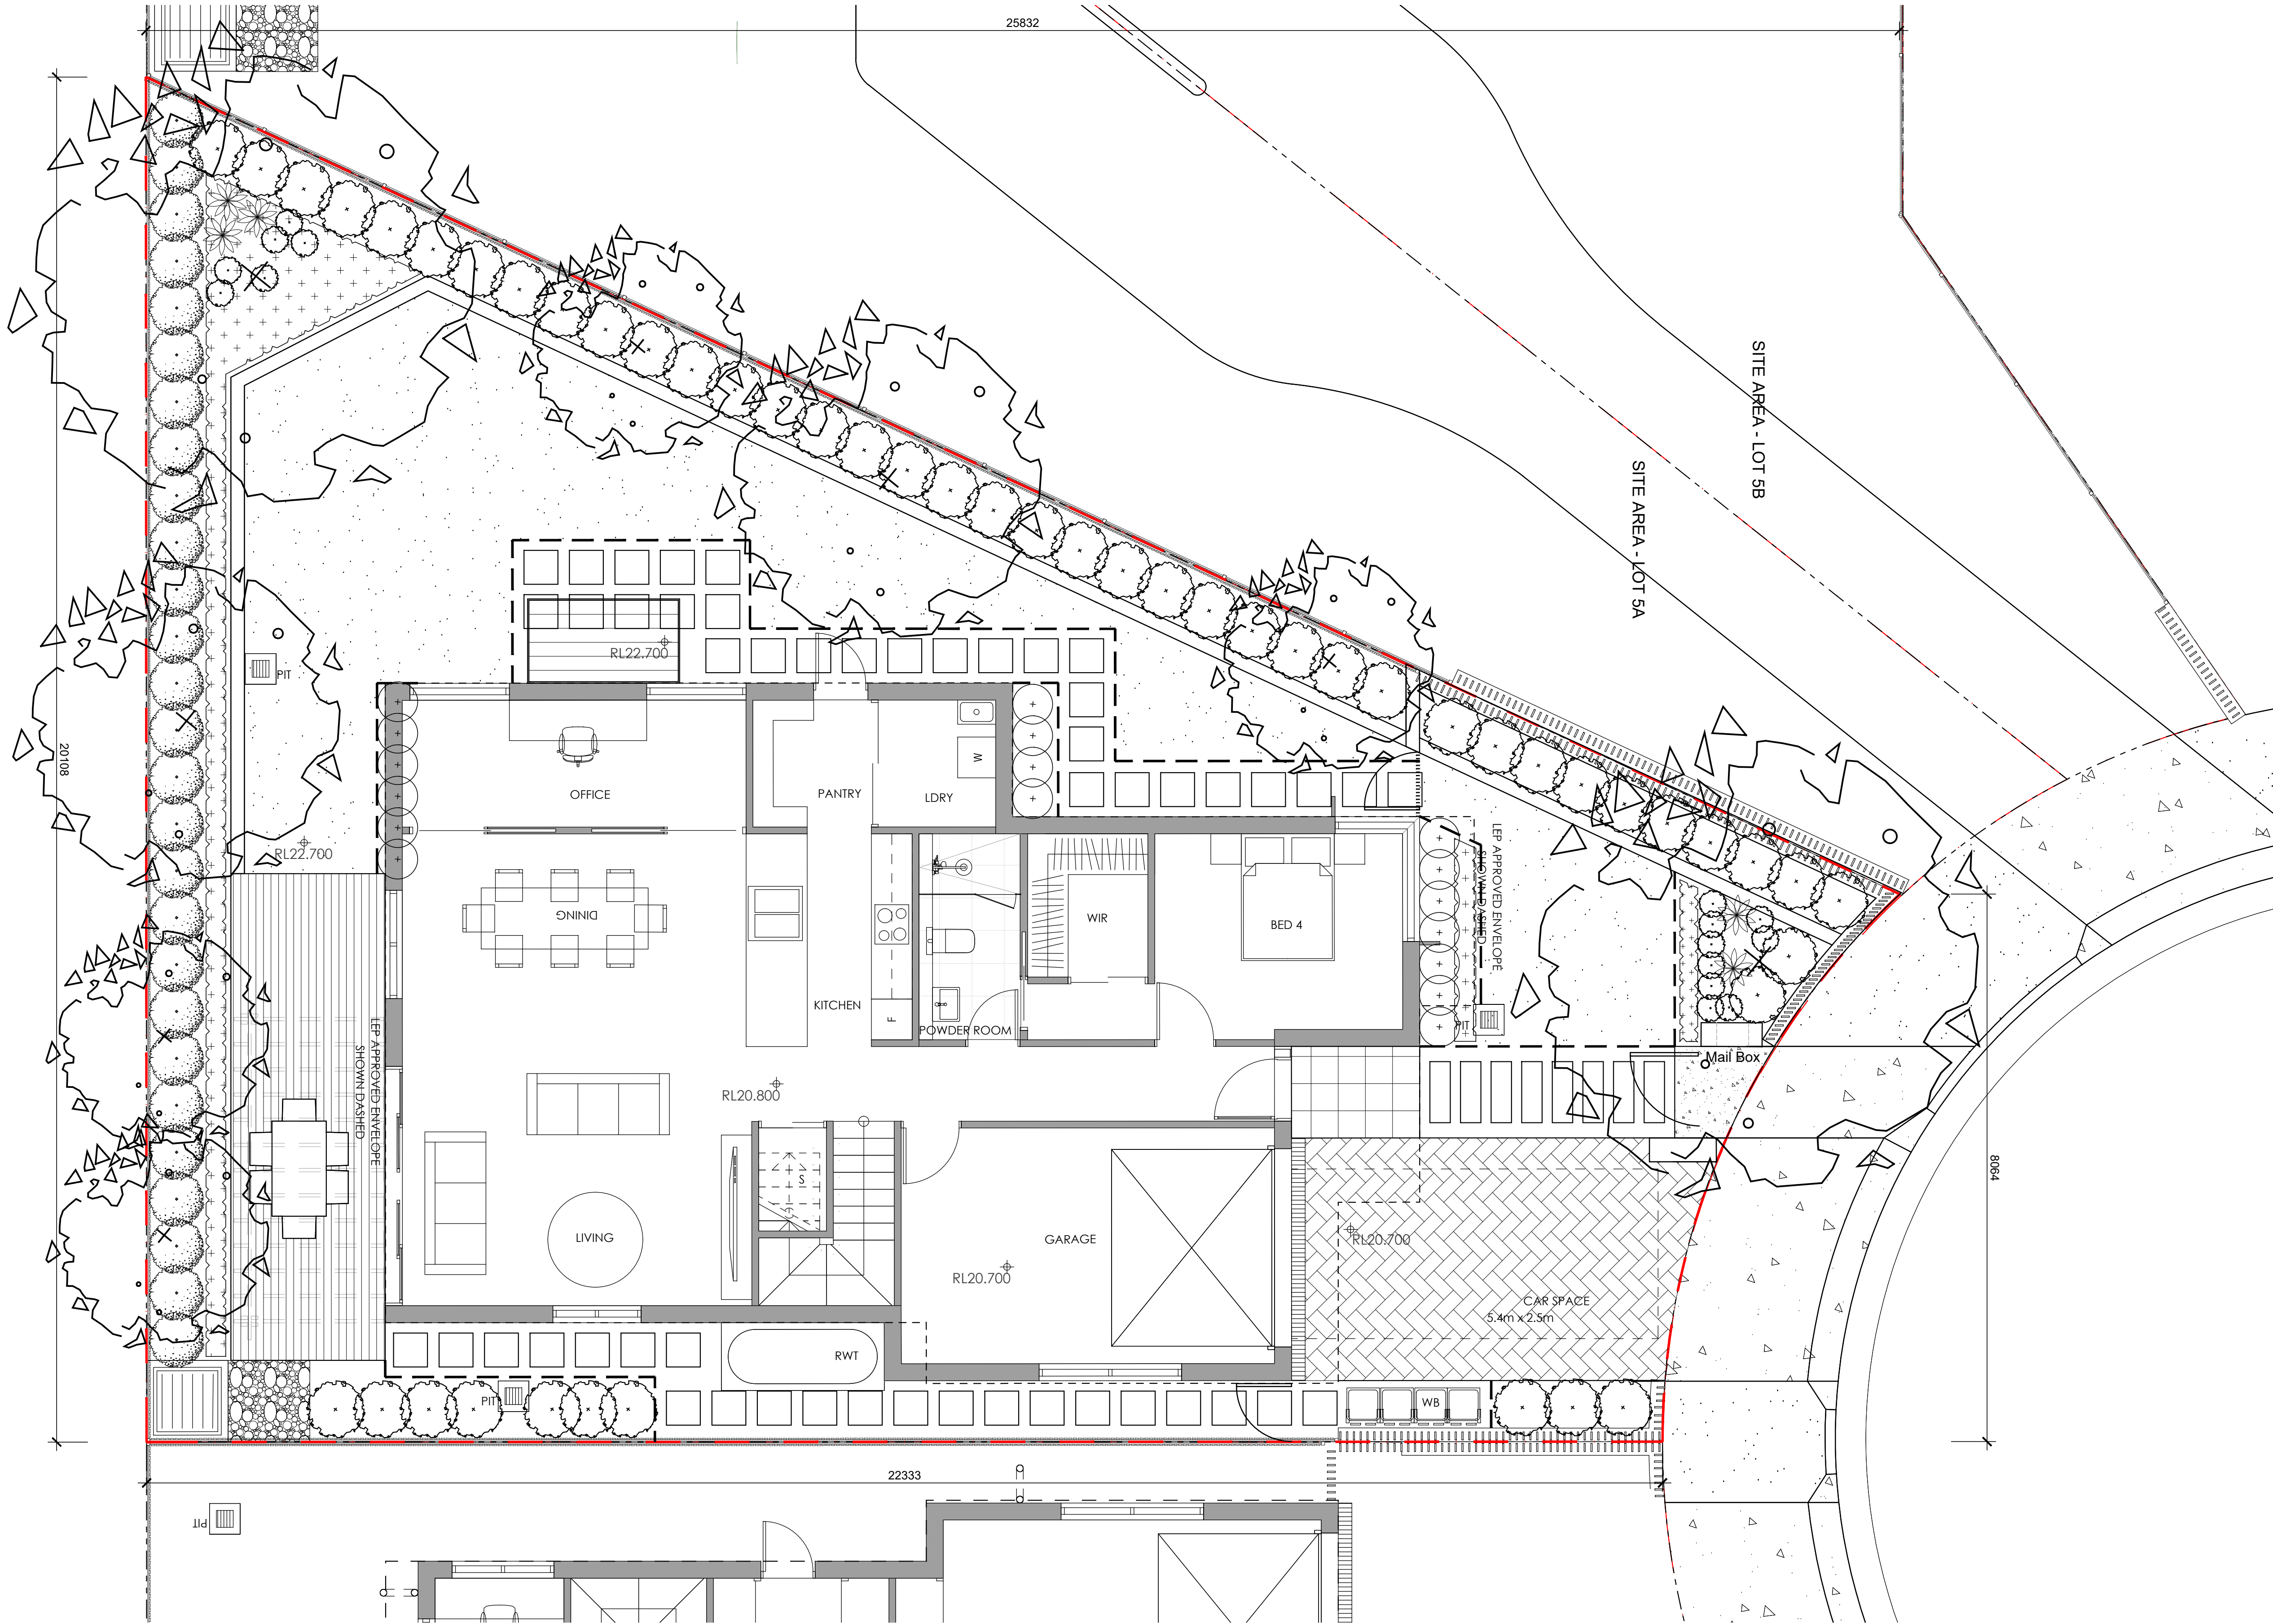 25832
SITE AREA - LOT 5B
SITE AREA - LOT 5A
RL22.700
PIT
20108
OFFICE
PANTRY
LDRY
W
RL22.700
LEP APPROVED ENVELOPE
SHOWN DASHED
DINING
WIR
BED 4
KITCHEN
F
POWDER ROOM
PIT
LEP APPROVED ENVELOPE
SHOWN DASHED
Mail Box
RL20.800
S
8064
LIVING
GARAGE
RL20.700
RL20.700
CAR SPACE
5.4m x 2.5m
RWT
PIT
WB
22333
PIT